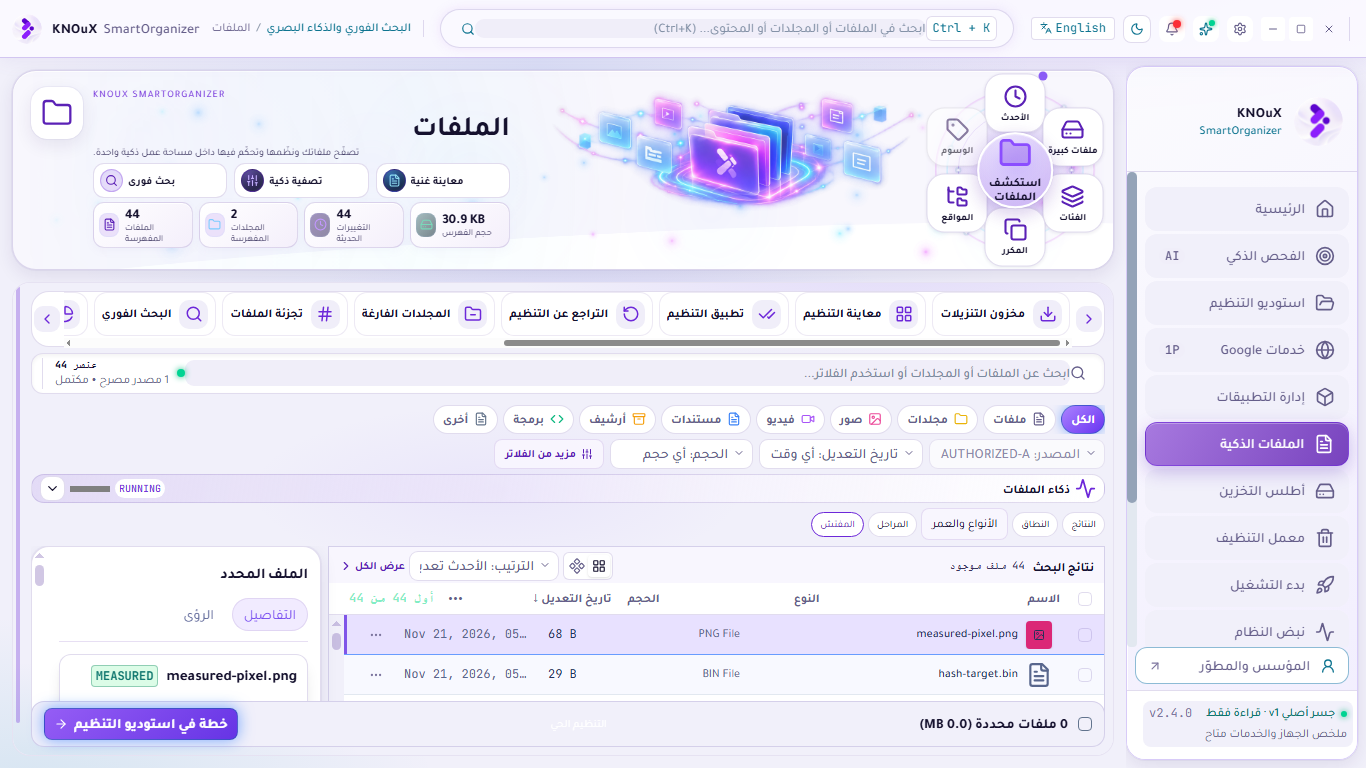 KNOuX SmartOrganizer
الملفات / البحث الفوري والذكاء البصري
ابحث في الملفات أو المجلدات أو المحتوى... (Ctrl+K)
Ctrl + K
English
KNOuX
SmartOrganizer
الرئيسية
الفحص الذكي AI
استوديو التنظيم
خدمات Google 1P
إدارة التطبيقات
الملفات الذكية
أطلس التخزين
معمل التنظيف
بدء التشغيل
نبض النظام
المؤسس والمطوّر
جسر أصلي v1 · قراءة فقط v2.4.0
ملخص الجهاز والخدمات متاح
KNOUX SMARTORGANIZER
الملفات
تصفّح ملفاتك ونظّمها وتحكّم فيها داخل مساحة عمل ذكية واحدة.
معاينة غنية
تصفية ذكية
بحث فورى
30.9 KB
حجم الفهرس
44
التغييرات الحديثة
2
المجلدات المفهرسة
44
الملفات المفهرسة
الأحدث
ملفات كبيرة
الوسوم
استكشف الملفات
الفئات
المواقع
المكرر
مخزون التنزيلات
معاينة التنظيم
تطبيق التنظيم
التراجع عن التنظيم
المجلدات الفارغة
تجزئة الملفات
البحث الفوري
ابحث عن الملفات أو المجلدات أو استخدم الفلاتر...
44 عنصر
1 مصدر مصرح • مكتمل
الكل
ملفات
مجلدات
صور
فيديو
مستندات
أرشيف
برمجة
أخرى
المصدر: AUTHORIZED-A
تاريخ التعديل: أي وقت
الحجم: أي حجم
مزيد من الفلاتر
ذكاء الملفات
RUNNING
النتائج
النطاق
الأنواع والعمر
المراحل
المفتش
نتائج البحث
44 ملف موجود
الترتيب: الأحدث تعدي
عرض الكل
الاسم
النوع
الحجم
تاريخ التعديل ↓
•••
أول 44 من 44
measured-pixel.png PNG File 68 B Nov 21, 2026, 05… ···
hash-target.bin BIN File 29 B Nov 21, 2026, 05… ···
الملف المحدد
التفاصيل
الرؤى
measured-pixel.png
MEASURED
0 ملفات محددة (0.0 MB)
التنظيم الحي
خطة في استوديو التنظيم